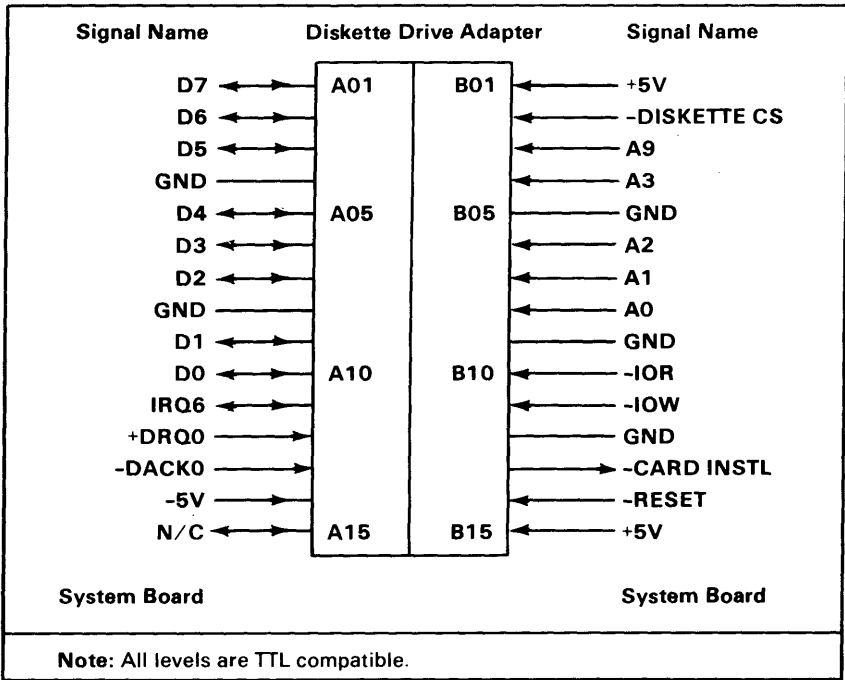 Signal Name Diskette Drive Adapter Signal Name
D7 A01 B01 +5V
D6 -DISKETTE CS
D5 A9
GND A3
D4 A05 B05 GND
D3 A2
D2 A1
GND A0
D1 GND
D0 A10 B10 -IOR
IRQ6 -IOW
+DRQ0 GND
-DACK0 -CARD INSTL
-5V -RESET
N/C A15 B15 +5V
System Board System Board
Note: All levels are TTL compatible.